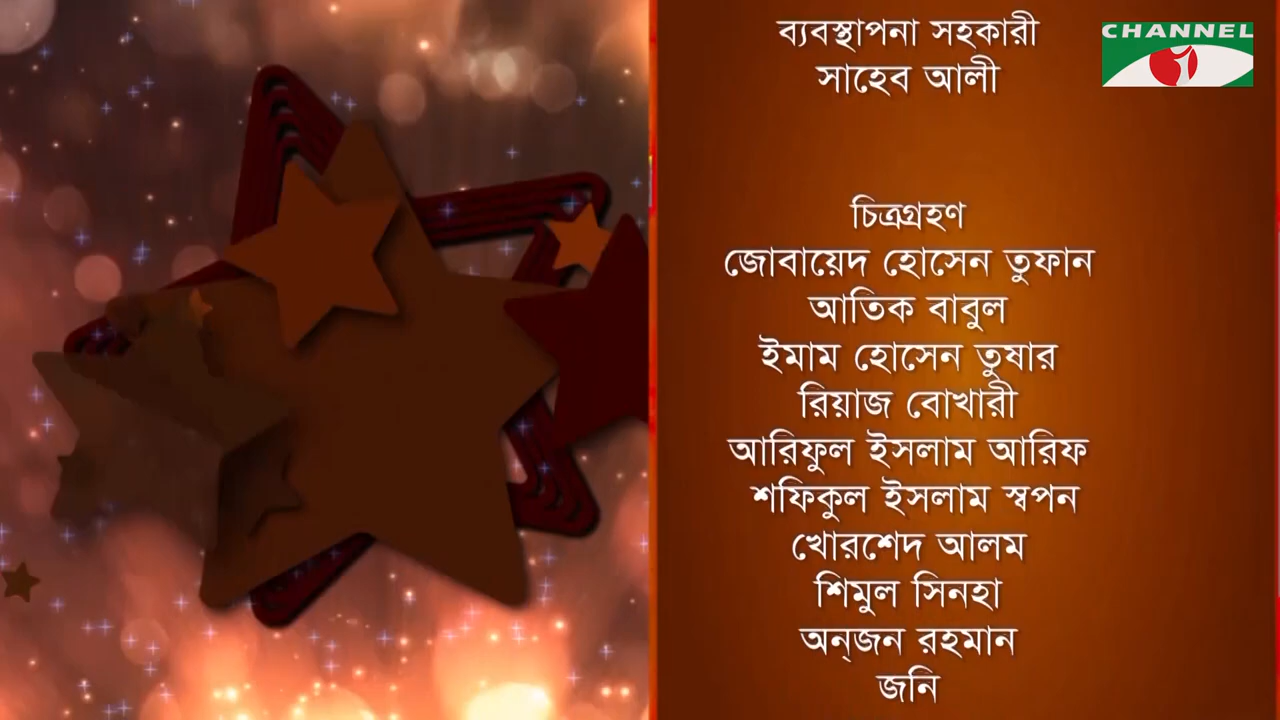 ব্যবস্থাপনা সহকারী
সাহেব আলী
CHANNEL
চিত্রগ্রহণ
জোবায়েদ হোসেন তুফান
আতিক বাবুল
ইমাম হোসেন তুষার
রিয়াজ বোখারী
আরিফুল ইসলাম আরিফ
শফিকুল ইসলাম স্বপন
খোরশেদ আলম
শিমুল সিনহা
অন্‌জন রহমান
জনি